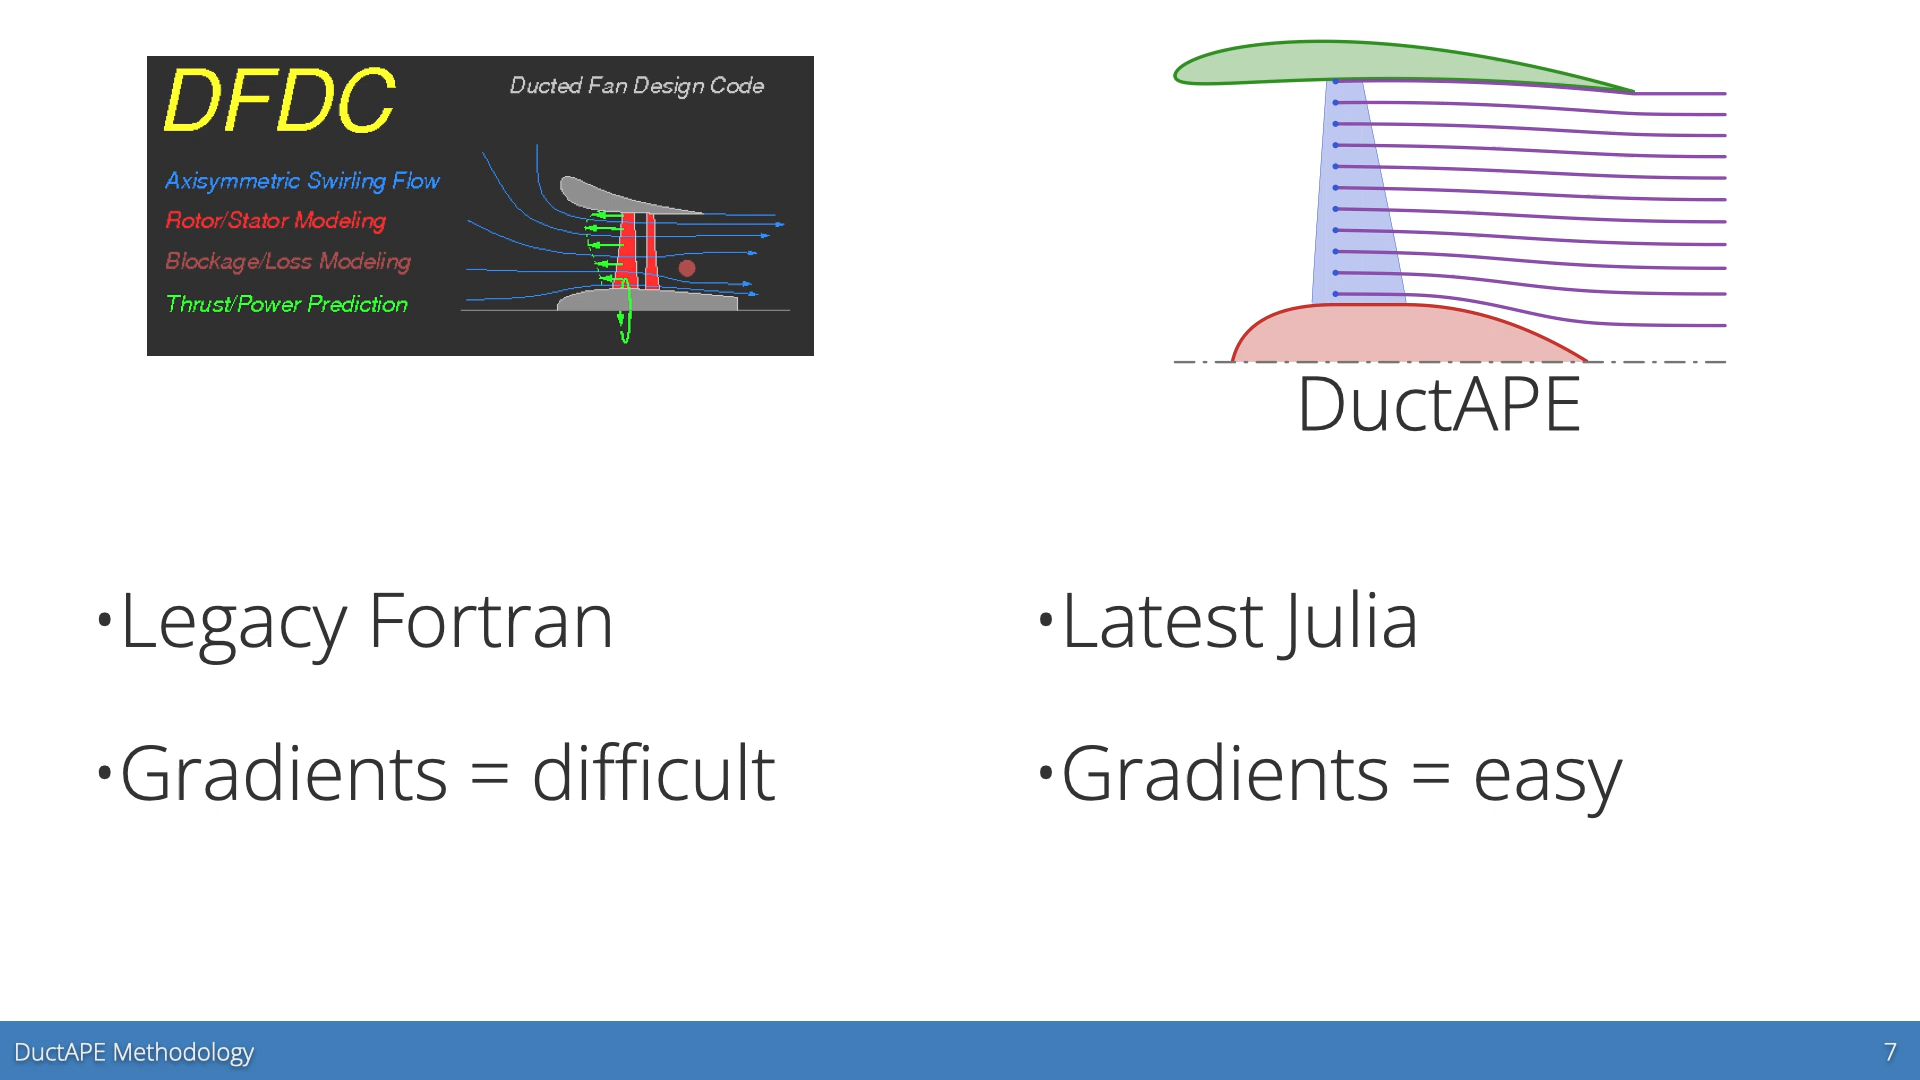 DFDC
Ducted Fan Design Code
Axisymmetric Swirling Flow
Rotor/Stator Modeling
Blockage/Loss Modeling
Thrust/Power Prediction
DuctAPE
•Legacy Fortran
•Gradients = difficult
•Latest Julia
•Gradients = easy
DuctAPE Methodology
7